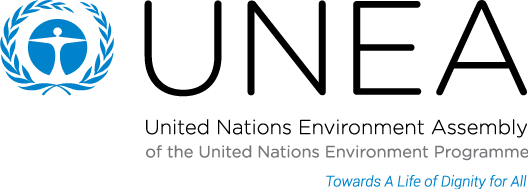 UNEA
United Nations Environment Assembly
of the United Nations Environment Programme
Towards A Life of Dignity for All